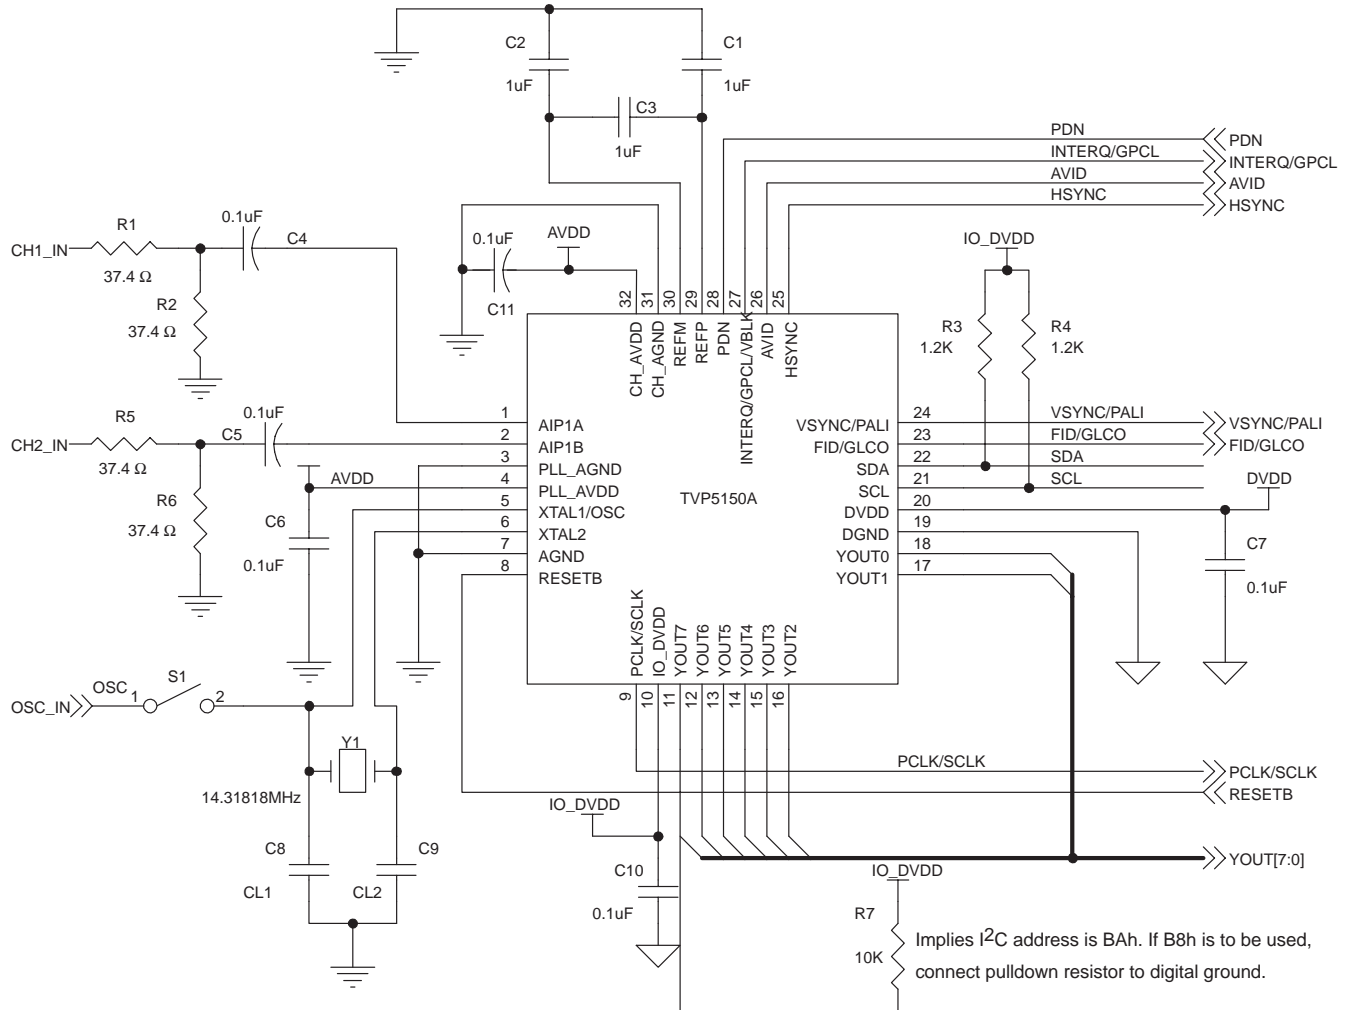 C2
C1
1uF
1uF
C3
1uF
PDN
PDN
INTERQ/GPCL
INTERQ/GPCL
AVID
AVID
HSYNC
HSYNC
R1
0.1uF
C4
CH1_IN
37.4 Ω
R2
37.4 Ω
0.1uF
AVDD
C11
IO_DVDD
R3
1.2K
R4
1.2K
32
31
30
29
28
27
26
25
CH_AVDD
CH_AGND
REFM
REFP
PDN
INTERQ/GPCL/VBLK
AVID
HSYNC
R5
0.1uF
C5
CH2_IN
37.4 Ω
R6
37.4 Ω
AVDD
C6
0.1uF
1
AIP1A
2
AIP1B
3
PLL_AGND
4
PLL_AVDD
5
XTAL1/OSC
6
XTAL2
7
AGND
8
RESETB
TVP5150A
VSYNC/PALI
24
VSYNC/PALI
VSYNC/PALI
FID/GLCO
23
FID/GLCO
FID/GLCO
SDA
22
SDA
SCL
21
SCL
DVDD
20
DVDD
DGND
19
YOUT0
18
YOUT1
17
C7
0.1uF
PCLK/SCLK
IO_DVDD
YOUT7
YOUT6
YOUT5
YOUT4
YOUT3
YOUT2
9
10
11
12
13
14
15
16
OSC_IN
OSC
1
S1
2
Y1
14.31818MHz
C8
CL1
C9
CL2
PCLK/SCLK
PCLK/SCLK
RESETB
IO_DVDD
C10
0.1uF
YOUT[7:0]
IO_DVDD
R7
10K
Implies I2C address is BAh. If B8h is to be used,
connect pulldown resistor to digital ground.